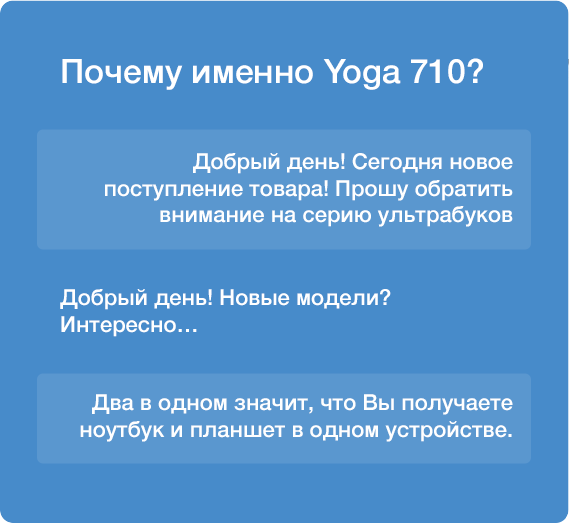 Почему именно Yoga 710?
Добрый день! Сегодня новое
поступление товара! Прошу обратить
внимание на серию ультрабуков
Добрый день! Новые модели?
Интересно...
Два в одном значит, что Вы получаете
ноутбук и планшет в одном устройстве.